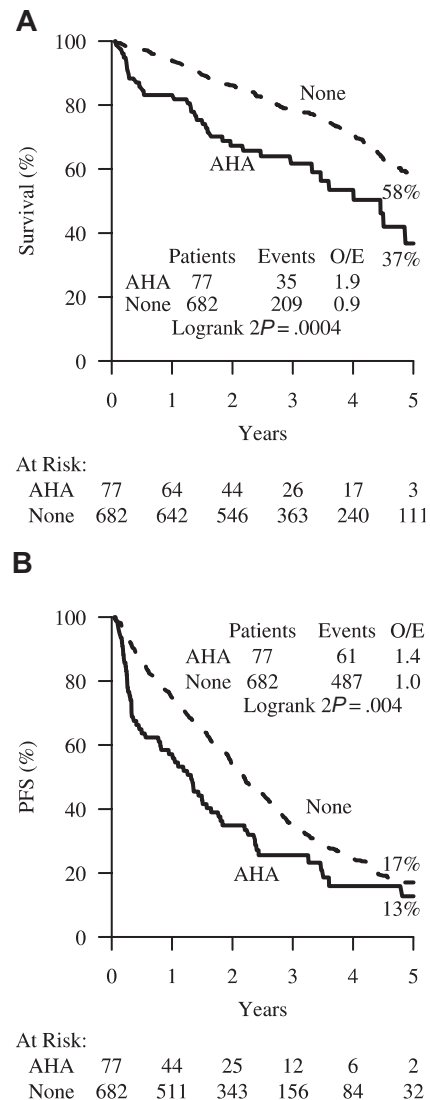 A
100
80
60
40
20
0
Survival (%)
None
AHA
58%
37%
Patients Events O/E
AHA 77 35 1.9
None 682 209 0.9
Logrank 2P = .0004
0 1 2 3 4 5
Years
At Risk:
AHA 77 64 44 26 17 3
None 682 642 546 363 240 111
B
100
80
60
40
20
0
PFS (%)
Patients Events O/E
AHA 77 61 1.4
None 682 487 1.0
Logrank 2P = .004
None
AHA
17%
13%
0 1 2 3 4 5
Years
At Risk:
AHA 77 44 25 12 6 2
None 682 511 343 156 84 32